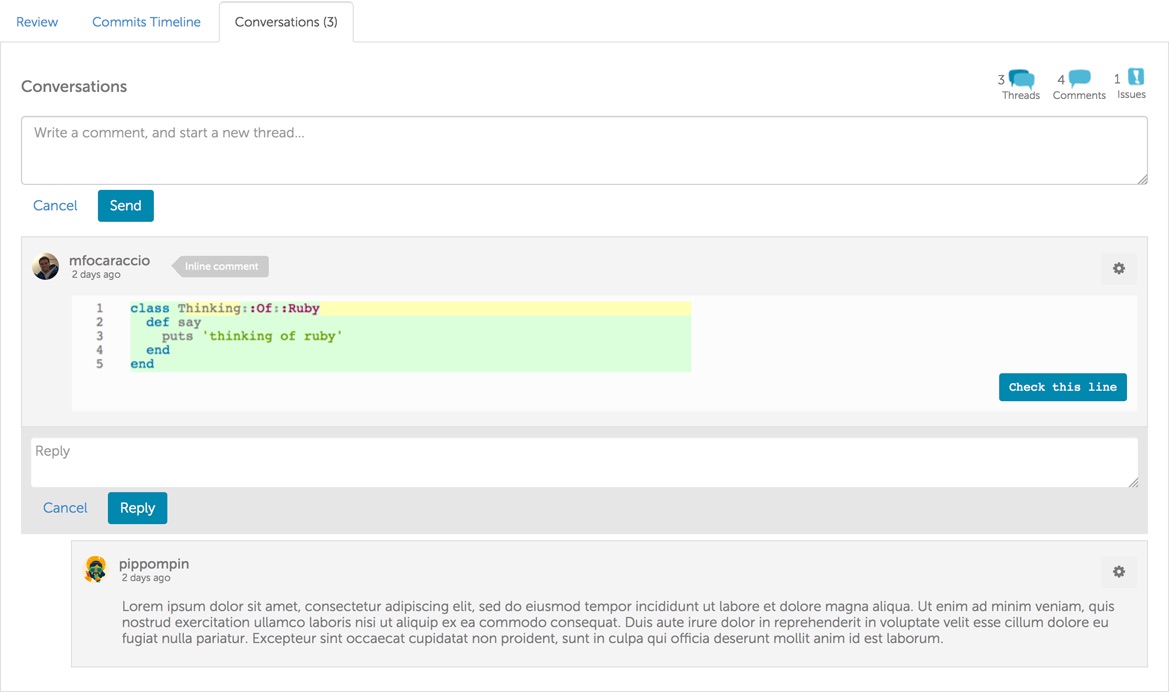 Review Commits Timeline Conversations (3)
Conversations
3 Threads 4 Comments 1 Issues
Write a comment, and start a new thread...
Cancel Send
mfocaraccio
2 days ago
Inline comment
1 class Thinking::Of::Ruby
2   def say
3     puts 'thinking of ruby'
4   end
5 end
Check this line
Reply
Cancel Reply
pippompin
2 days ago
Lorem ipsum dolor sit amet, consectetur adipiscing elit, sed do eiusmod tempor incididunt ut labore et dolore magna aliqua. Ut enim ad minim veniam, quis
nostrud exercitation ullamco laboris nisi ut aliquip ex ea commodo consequat. Duis aute irure dolor in reprehenderit in voluptate velit esse cillum dolore eu
fugiat nulla pariatur. Excepteur sint occaecat cupidatat non proident, sunt in culpa qui officia deserunt mollit anim id est laborum.